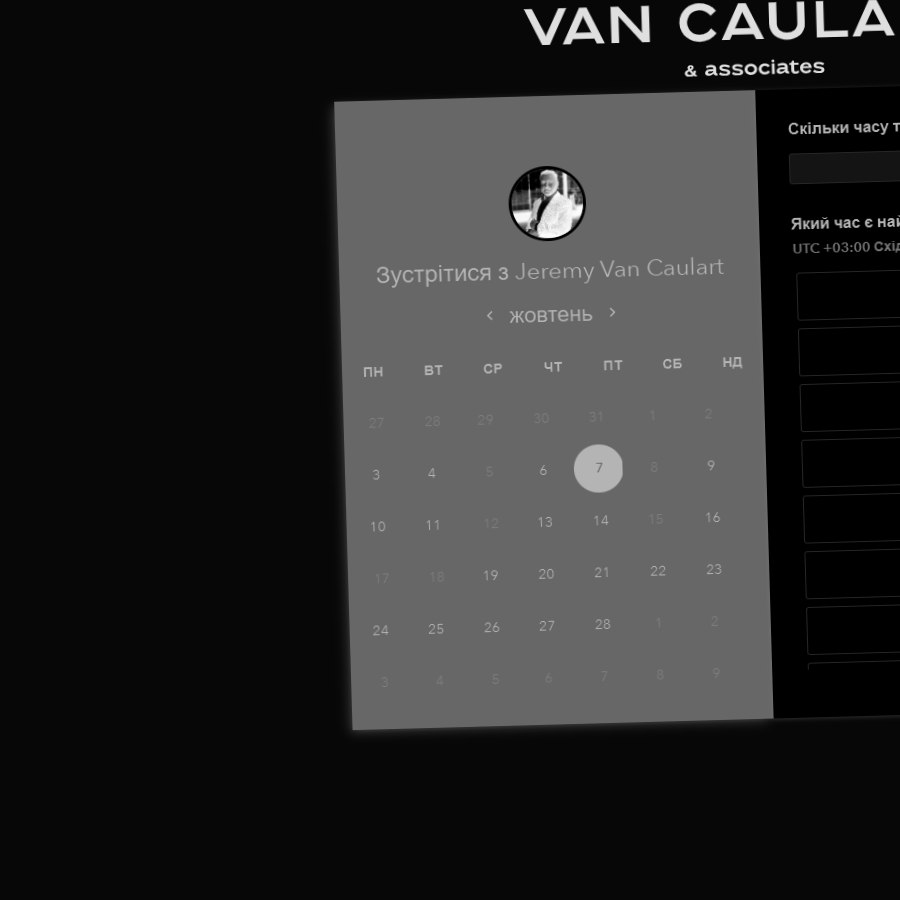 VAN CAULA
& associates
Скільки часу т
Який час є най
UTC +03:00 Схід
Зустрітися з Jeremy Van Caulart
жовтень
ПН ВТ СР ЧТ ПТ СБ НД
27 28 29 30 31 1 2
3 4 5 6 7 8 9
10 11 12 13 14 15 16
17 18 19 20 21 22 23
24 25 26 27 28 1 2
3 4 5 6 7 8 9